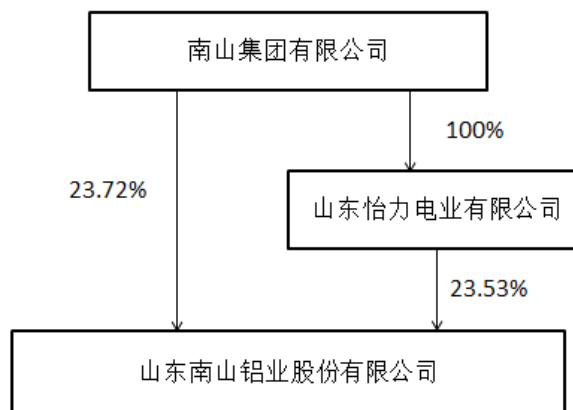 南山集团有限公司
100%
23.72%
山东怡力电业有限公司
23.53%
山东南山铝业股份有限公司